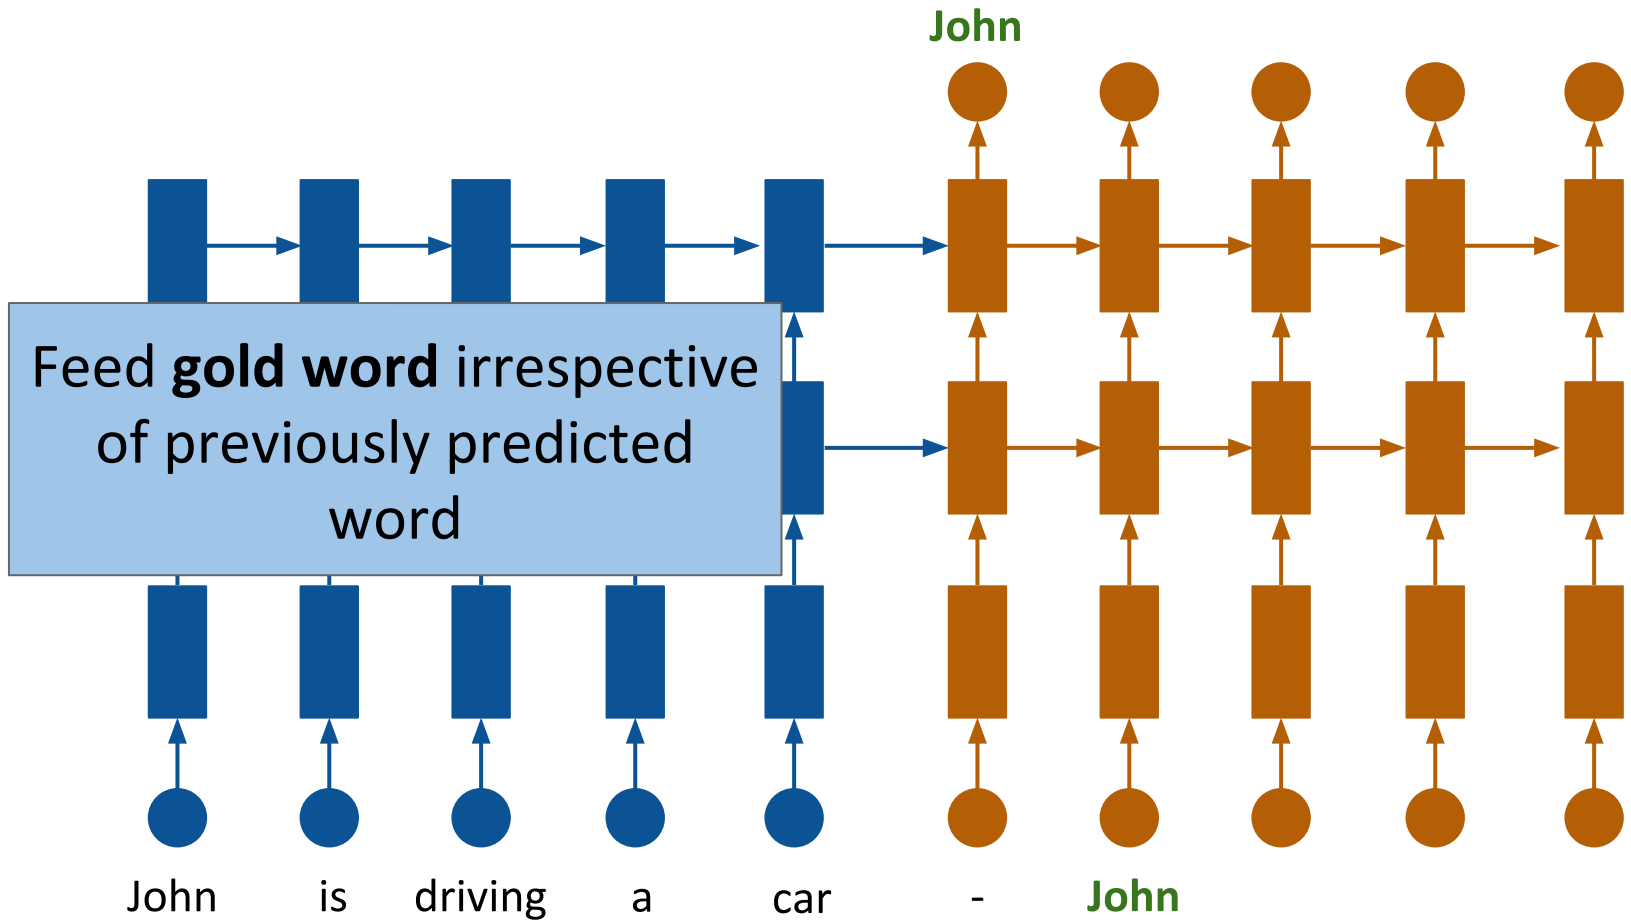 John
Feed gold word irrespective
of previously predicted
word
John is driving a car - John